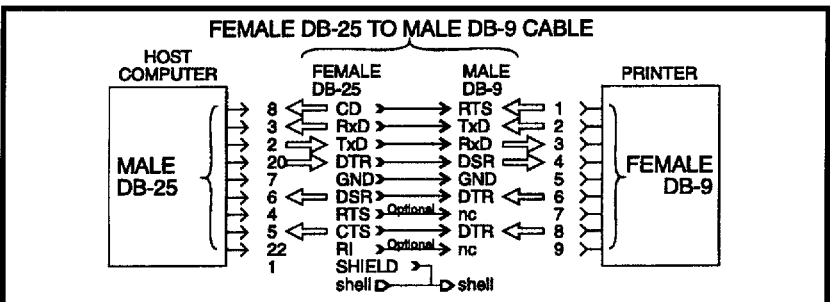 FEMALE DB-25 TO MALE DB-9 CABLE
HOST
COMPUTER
FEMALE
DB-25
MALE
DB-9
PRINTER
8 CD RTS 1
3 RxD TxD 2
2 TxD RxD 3
20 DTR DSR 4
7 GND GND 5
6 DSR DTR 6
4 RTS Optional nc 7
5 CTS DTR 8
22 RI Optional nc 9
1 SHIELD
shell shell
MALE
DB-25
FEMALE
DB-9